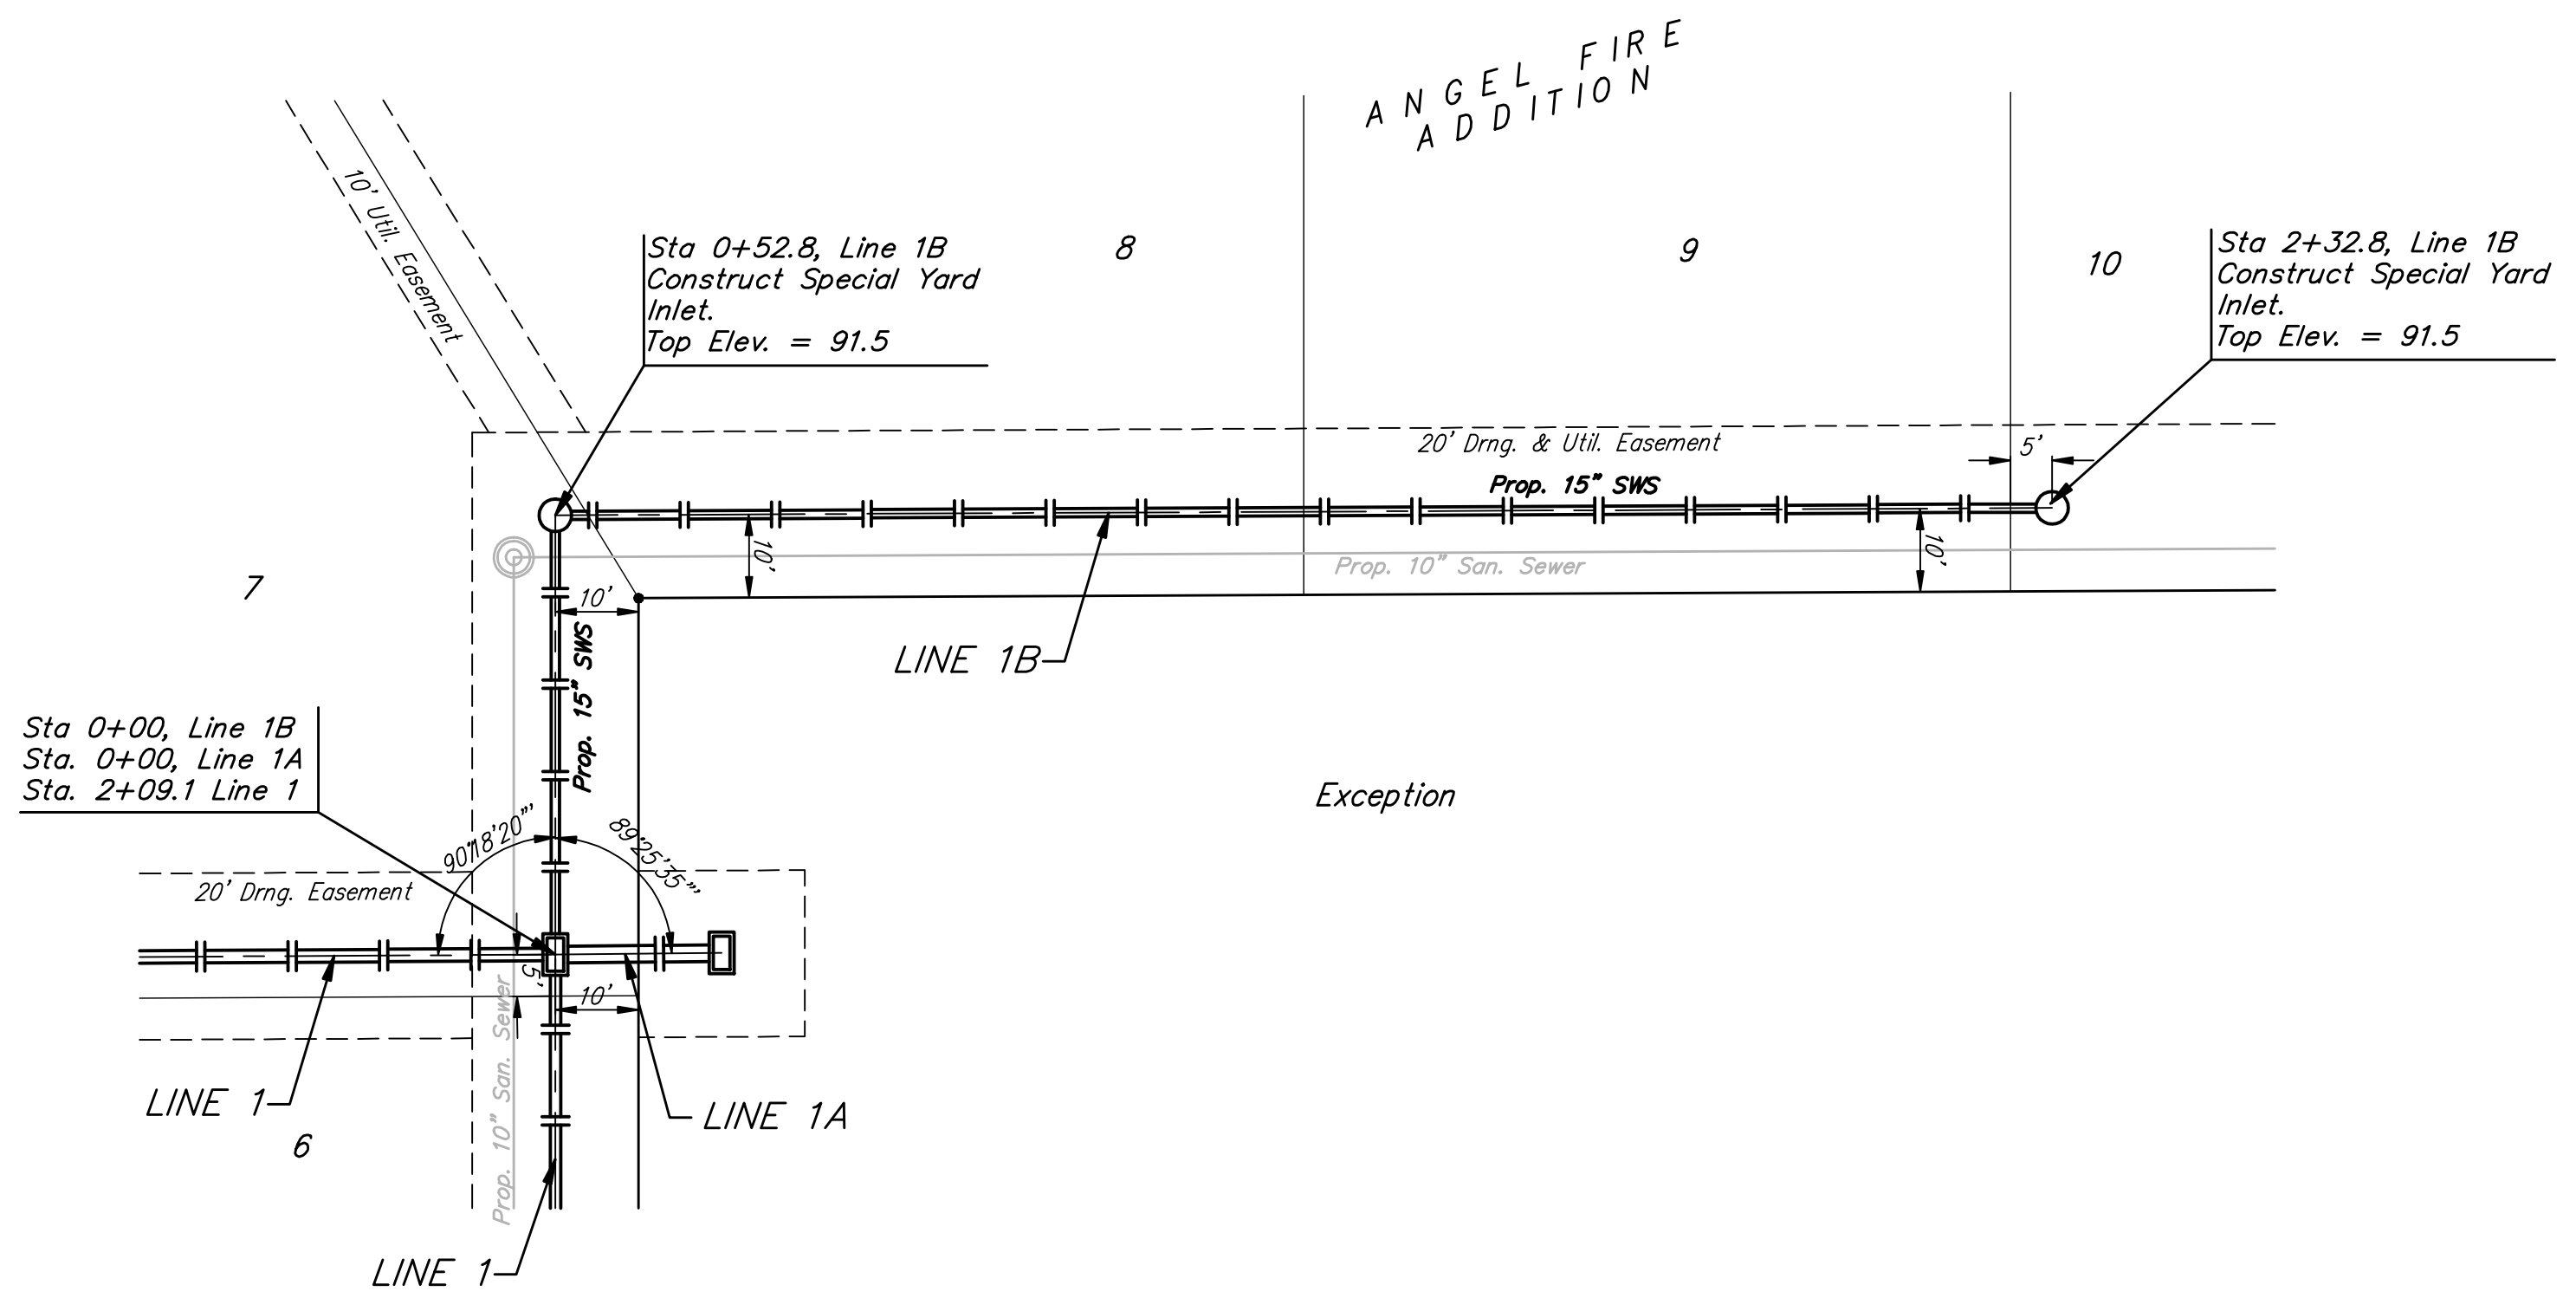 ANGEL FIRE
ADDITION
10' Util. Easement
Sta 0+52.8, Line 1B
Construct Special Yard
Inlet.
Top Elev. = 91.5
8
9
10
Sta 2+32.8, Line 1B
Construct Special Yard
Inlet.
Top Elev. = 91.5
20' Drng. & Util. Easement
5'
Prop. 15" SWS
10'
10'
Prop. 10" San. Sewer
7
10'
LINE 1B
Prop. 15" SWS
Sta 0+00, Line 1B
Sta. 0+00, Line 1A
Sta. 2+09.1 Line 1
Exception
90°18'20"
89°25'35"
20' Drng. Easement
5'
10'
Prop. 10" San. Sewer
LINE 1
LINE 1A
6
LINE 1